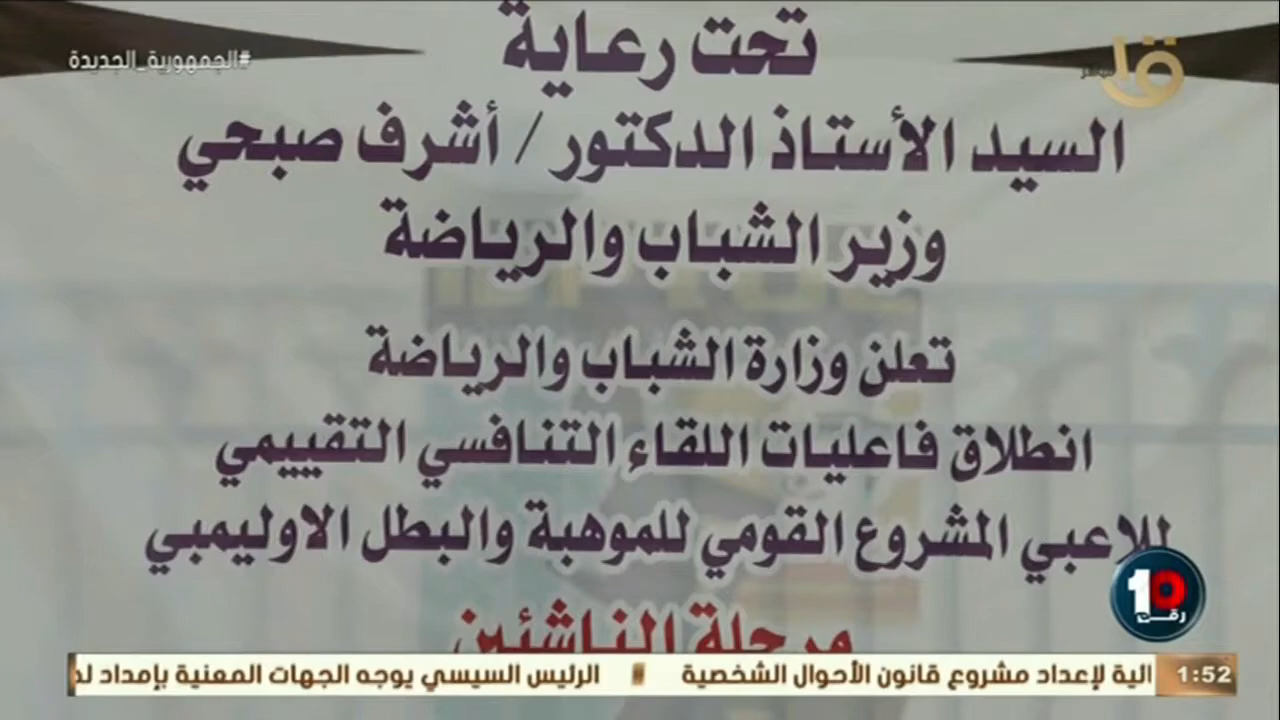 تحت رعاية
#الجمهورية_الجديدة
السيد الأستاذ الدكتور / أشرف صبحي
وزير الشباب والرياضة
تعلن وزارة الشباب والرياضة
انطلاق فاعليات اللقاء التنافسي التقييمي
للاعبي المشروع القومي للموهبة والبطل الاوليمبي
مرحلة الناشئين
رقم 10
1:52 الية لإعداد مشروع قانون الأحوال الشخصية الرئيس السيسي يوجه الجهات المعنية بإمداد